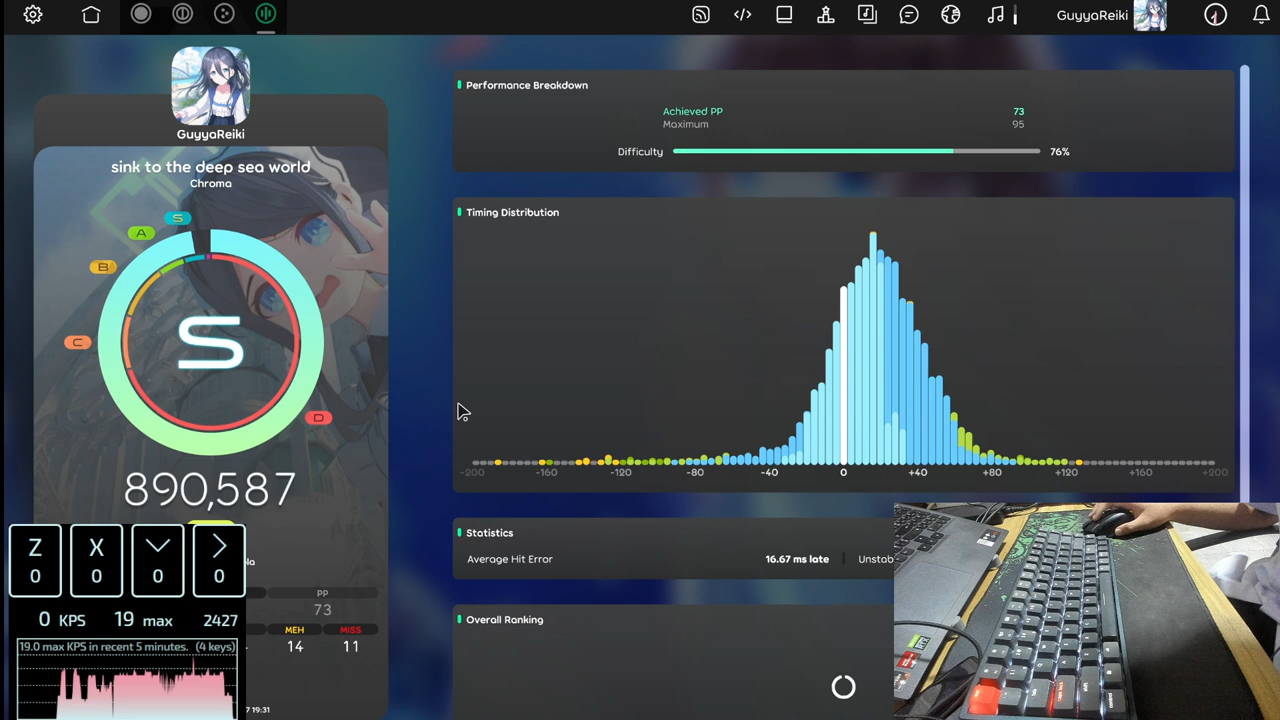 GuyyaReiki
GuyyaReiki
sink to the deep sea world
Chroma
S
A
B
C
D
S
890,587
PP
73
MEH
MISS
14
11
7 19:31
Z
X
0
0
0
0
0 KPS
19 max
2427
19.0 max KPS in recent 5 minutes. (4 keys)
Performance Breakdown
Achieved PP
73
Maximum
95
Difficulty
76%
Timing Distribution
-200
-160
-120
-80
-40
0
+40
+80
+120
+160
+200
Statistics
Average Hit Error
16.67 ms late
Unstab
Overall Ranking